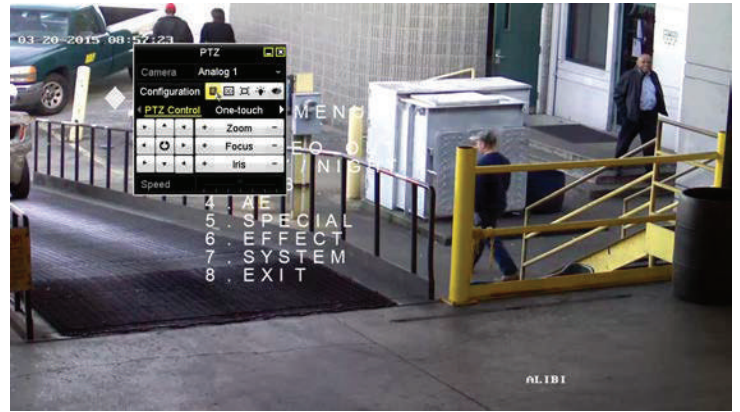 03-20-2015 08:57:23
PTZ
Camera Analog 1
Configuration
PTZ Control One-touch
Zoom
Focus
Iris
Speed
MENU
4 . AE
5 . SPECIAL
6 . EFFECT
7 . SYSTEM
8 . EXIT
ALIBI